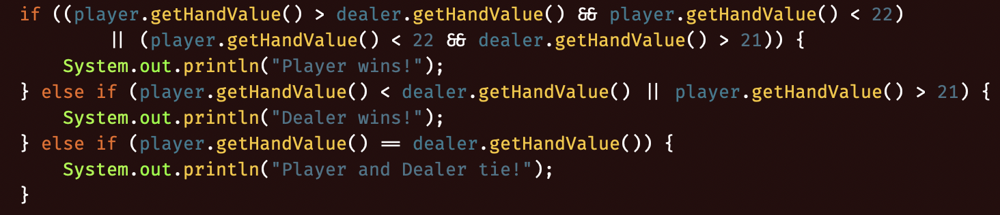 if ((player.getHandValue() > dealer.getHandValue() && player.getHandValue() < 22)
|| (player.getHandValue() < 22 && dealer.getHandValue() > 21)) {
System.out.println("Player wins!");
} else if (player.getHandValue() < dealer.getHandValue() || player.getHandValue() > 21) {
System.out.println("Dealer wins!");
} else if (player.getHandValue() == dealer.getHandValue()) {
System.out.println("Player and Dealer tie!");
}